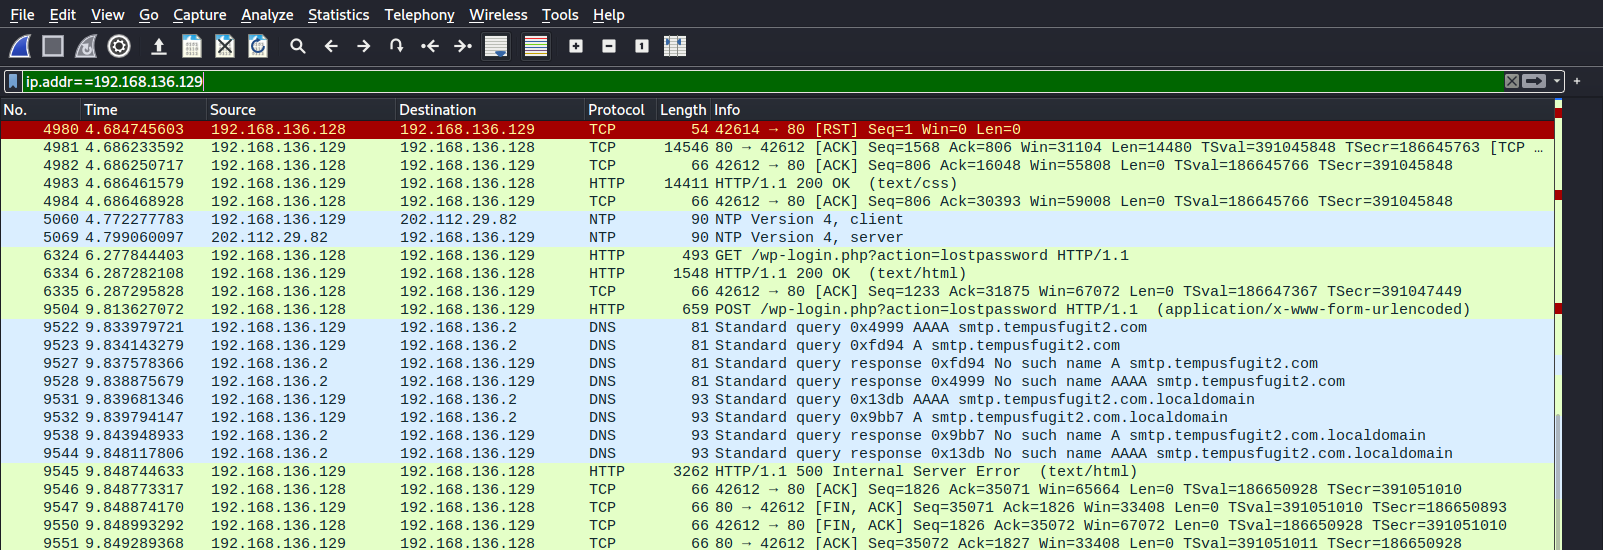 File Edit View Go Capture Analyze Statistics Telephony Wireless Tools Help
ip.addr==192.168.136.129
No. Time Source Destination Protocol Length Info
4980 4.684745603 192.168.136.128 192.168.136.129 TCP 54 42614 → 80 [RST] Seq=1 Win=0 Len=0
4981 4.686233592 192.168.136.129 192.168.136.128 TCP 14546 80 → 42612 [ACK] Seq=1568 Ack=806 Win=31104 Len=14480 TSval=391045848 TSecr=186645763 [TCP …
4982 4.686250717 192.168.136.128 192.168.136.129 TCP 66 42612 → 80 [ACK] Seq=806 Ack=16048 Win=55808 Len=0 TSval=186645766 TSecr=391045848
4983 4.686461579 192.168.136.129 192.168.136.128 HTTP 14411 HTTP/1.1 200 OK (text/css)
4984 4.686468928 192.168.136.128 192.168.136.129 TCP 66 42612 → 80 [ACK] Seq=806 Ack=30393 Win=59008 Len=0 TSval=186645766 TSecr=391045848
5060 4.772277783 192.168.136.129 202.112.29.82 NTP 90 NTP Version 4, client
5069 4.799060097 202.112.29.82 192.168.136.129 NTP 90 NTP Version 4, server
6324 6.277844403 192.168.136.128 192.168.136.129 HTTP 493 GET /wp-login.php?action=lostpassword HTTP/1.1
6334 6.287282108 192.168.136.129 192.168.136.128 HTTP 1548 HTTP/1.1 200 OK (text/html)
6335 6.287295828 192.168.136.128 192.168.136.129 TCP 66 42612 → 80 [ACK] Seq=1233 Ack=31875 Win=67072 Len=0 TSval=186647367 TSecr=391047449
9504 9.813627072 192.168.136.128 192.168.136.129 HTTP 659 POST /wp-login.php?action=lostpassword HTTP/1.1 (application/x-www-form-urlencoded)
9522 9.833979721 192.168.136.129 192.168.136.2 DNS 81 Standard query 0x4999 AAAA smtp.tempusfugit2.com
9523 9.834143279 192.168.136.129 192.168.136.2 DNS 81 Standard query 0xfd94 A smtp.tempusfugit2.com
9527 9.837578366 192.168.136.2 192.168.136.129 DNS 81 Standard query response 0xfd94 No such name A smtp.tempusfugit2.com
9528 9.838875679 192.168.136.2 192.168.136.129 DNS 81 Standard query response 0x4999 No such name AAAA smtp.tempusfugit2.com
9531 9.839681346 192.168.136.129 192.168.136.2 DNS 93 Standard query 0x13db AAAA smtp.tempusfugit2.com.localdomain
9532 9.839794147 192.168.136.129 192.168.136.2 DNS 93 Standard query 0x9bb7 A smtp.tempusfugit2.com.localdomain
9538 9.843948933 192.168.136.2 192.168.136.129 DNS 93 Standard query response 0x9bb7 No such name A smtp.tempusfugit2.com.localdomain
9544 9.848117806 192.168.136.2 192.168.136.129 DNS 93 Standard query response 0x13db No such name AAAA smtp.tempusfugit2.com.localdomain
9545 9.848744633 192.168.136.129 192.168.136.128 HTTP 3262 HTTP/1.1 500 Internal Server Error (text/html)
9546 9.848773317 192.168.136.128 192.168.136.129 TCP 66 42612 → 80 [ACK] Seq=1826 Ack=35071 Win=65664 Len=0 TSval=186650928 TSecr=391051010
9547 9.848874170 192.168.136.129 192.168.136.128 TCP 66 80 → 42612 [FIN, ACK] Seq=35071 Ack=1826 Win=33408 Len=0 TSval=391051010 TSecr=186650893
9550 9.848993292 192.168.136.128 192.168.136.129 TCP 66 42612 → 80 [FIN, ACK] Seq=1826 Ack=35072 Win=67072 Len=0 TSval=186650928 TSecr=391051010
9551 9.849289368 192.168.136.129 192.168.136.128 TCP 66 80 → 42612 [ACK] Seq=35072 Ack=1827 Win=33408 Len=0 TSval=391051011 TSecr=186650928